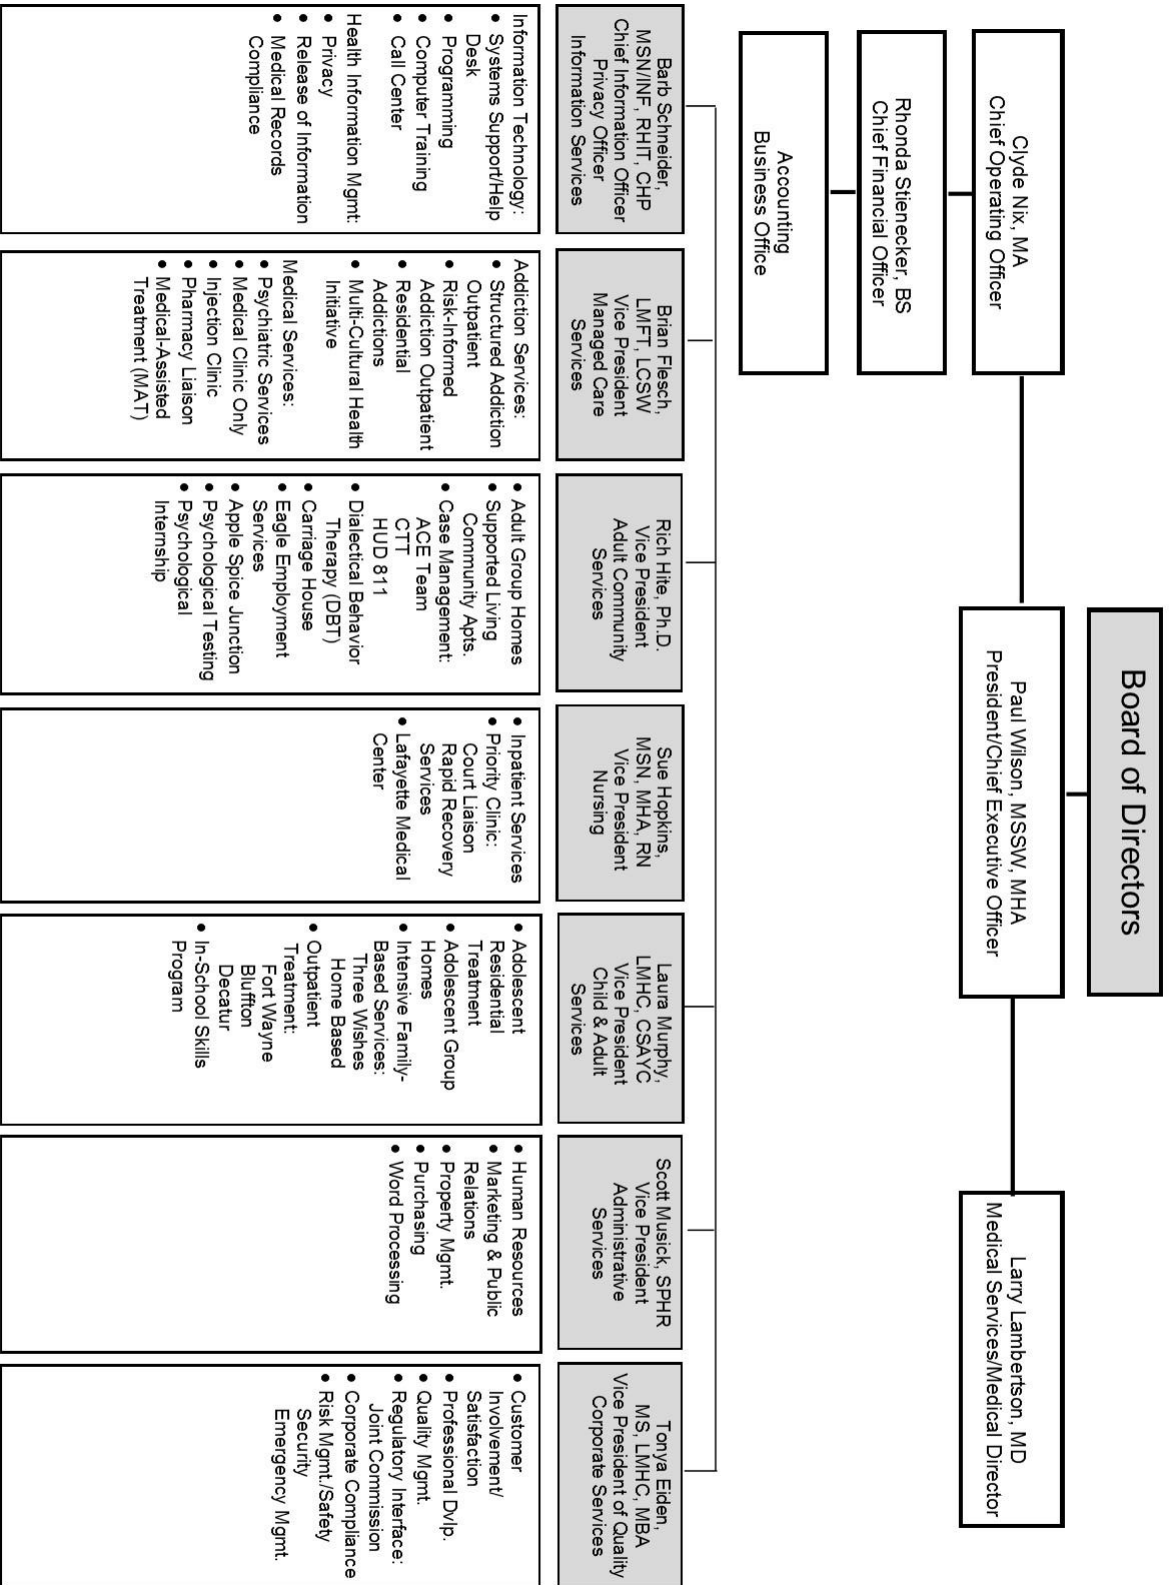 Board of Directors
Clyde Nix, MA
Chief Operating Officer
Paul Wilson, MSSW, MHA
President/Chief Executive Officer
Larry Lambertson, MD
Medical Services/Medical Director
Rhonda Stienecker, BS
Chief Financial Officer
Accounting
Business Office
Barb Schneider,
MSN/INF, RHIT, CHP
Chief Information Officer
Privacy Officer
Information Services
Information Technology:
• Systems Support/Help
Desk
• Programming
• Computer Training
• Call Center
Health Information Mgmt:
• Privacy
• Release of Information
• Medical Records
Compliance
Brian Flesch,
LMFT, LCSW
Vice President
Managed Care
Services
Addiction Services:
• Structured Addiction
Outpatient
• Risk-Informed
Addiction Outpatient
• Residential
Addictions
• Multi-Cultural Health
Initiative
Medical Services:
• Psychiatric Services
• Medical Clinic Only
• Injection Clinic
• Pharmacy Liaison
• Medical-Assisted
Treatment (MAT)
Rich Hite, Ph.D.
Vice President
Adult Community
Services
• Adult Group Homes
• Supported Living
Community Apts.
• Case Management:
ACE Team
CTT
HUD 811
• Dialectical Behavior
Therapy (DBT)
• Carriage House
• Eagle Employment
Services
• Apple Spice Junction
• Psychological Testing
• Psychological
Internship
Sue Hopkins,
MSN, MHA, RN
Vice President
Nursing
• Inpatient Services
• Priority Clinic:
Court Liaison
Rapid Recovery
Services
• Lafayette Medical
Center
Laura Murphy,
LMHC, CSAYC
Vice President
Child & Adult
Services
• Adolescent
Residential
Treatment
• Adolescent Group
Homes
• Intensive Family-
Based Services:
Three Wishes
Home Based
• Outpatient
Treatment:
Fort Wayne
Bluffton
Decatur
• In-School Skills
Program
Scott Musick, SPHR
Vice President
Administrative
Services
• Human Resources
• Marketing & Public
Relations
• Property Mgmt.
• Purchasing
• Word Processing
Tonya Eiden,
MS, LMHC, MBA
Vice President of Quality
Corporate Services
• Customer
Involvement/
Satisfaction
• Professional Dvlp.
• Quality Mgmt.
• Regulatory Interface:
Joint Commission
• Corporate Compliance
• Risk Mgmt./Safety
Security
Emergency Mgmt.